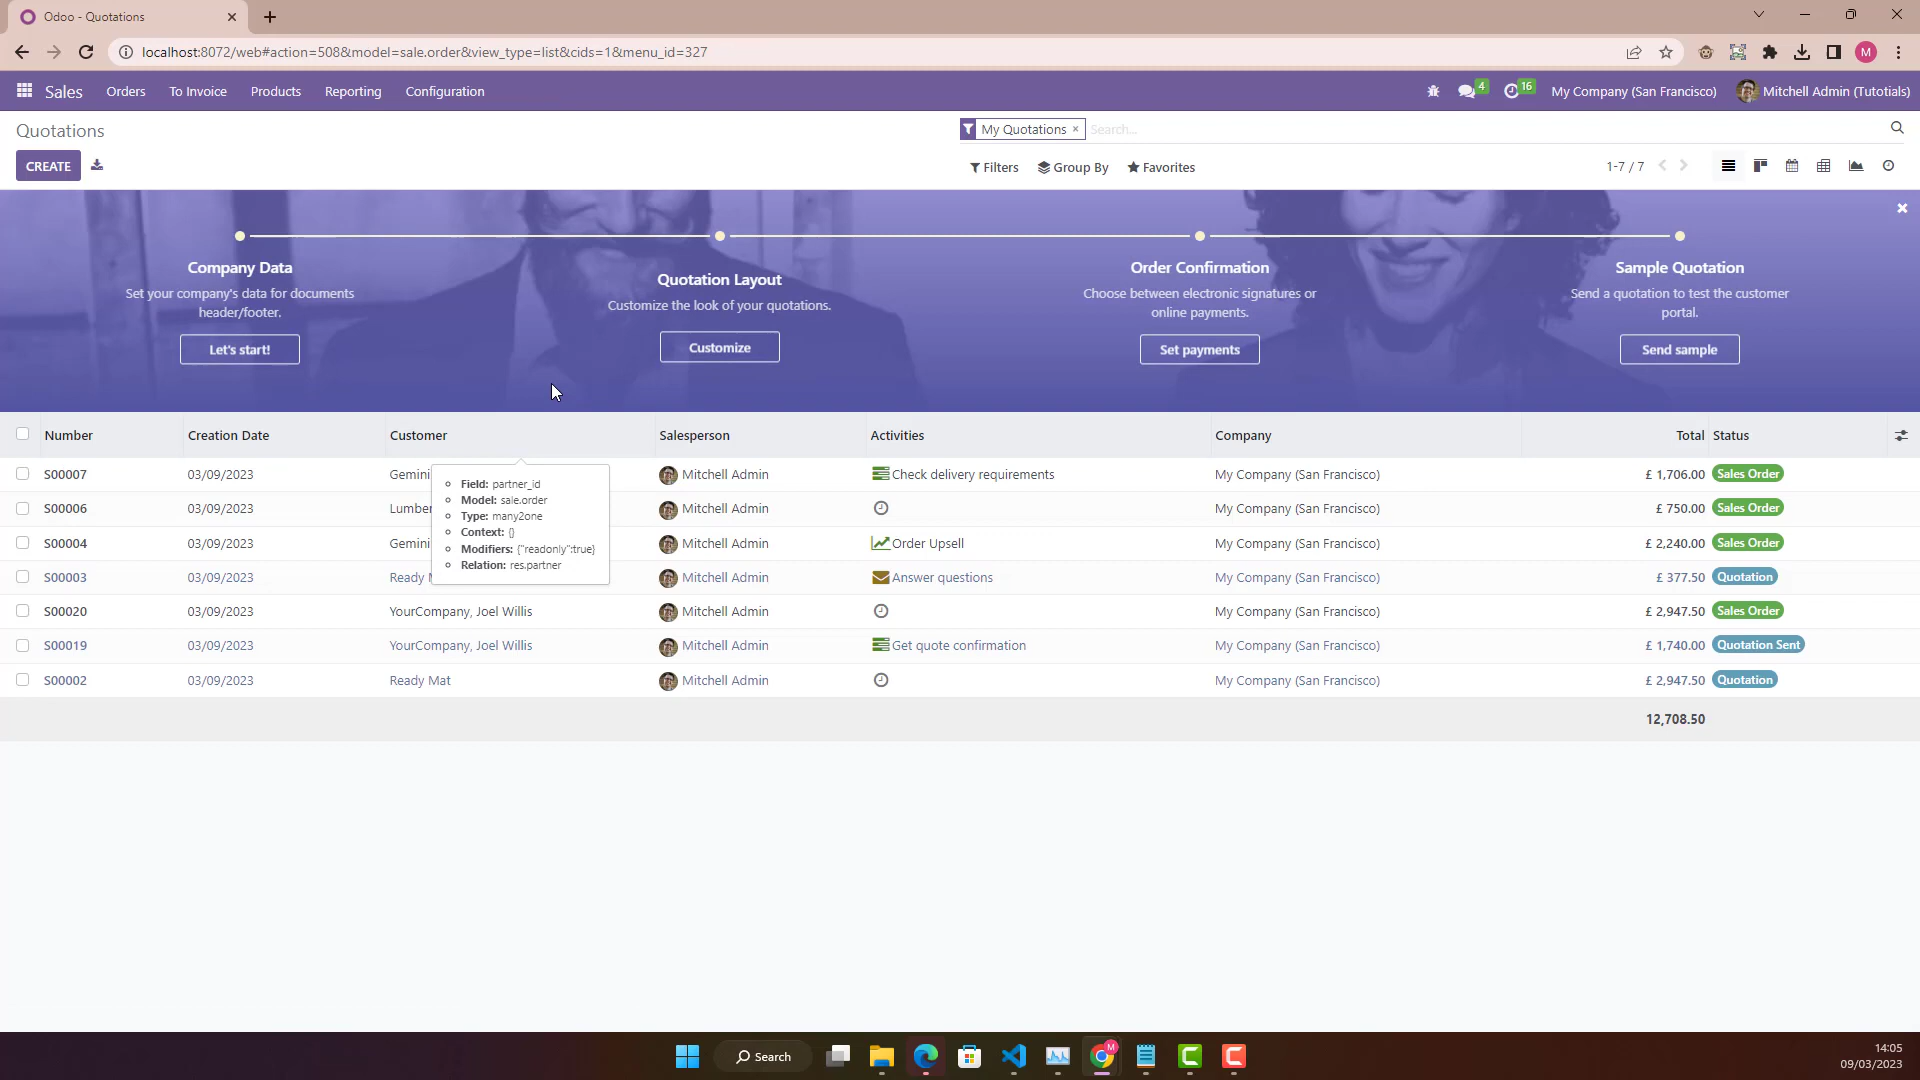 Odoo - Quotations
localhost:8072/web#action=508&model=sale.order&view_type=list&cids=1&menu_id=327
M
Sales Orders To Invoice Products Reporting Configuration
4 16 My Company (San Francisco) Mitchell Admin (Tutotials)
Quotations
My Quotations × Search...
CREATE
Filters Group By Favorites
1-7 / 7
Company Data
Set your company's data for documents
header/footer.
Let's start!
Quotation Layout
Customize the look of your quotations.
Customize
Order Confirmation
Choose between electronic signatures or
online payments.
Set payments
Sample Quotation
Send a quotation to test the customer
portal.
Send sample
Number Creation Date Customer Salesperson Activities Company Total Status
S00007 03/09/2023 Gemini Mitchell Admin Check delivery requirements My Company (San Francisco) £ 1,706.00 Sales Order
S00006 03/09/2023 Lumber Mitchell Admin My Company (San Francisco) £ 750.00 Sales Order
S00004 03/09/2023 Gemini Mitchell Admin Order Upsell My Company (San Francisco) £ 2,240.00 Sales Order
S00003 03/09/2023 Ready Mitchell Admin Answer questions My Company (San Francisco) £ 377.50 Quotation
S00020 03/09/2023 YourCompany, Joel Willis Mitchell Admin My Company (San Francisco) £ 2,947.50 Sales Order
S00019 03/09/2023 YourCompany, Joel Willis Mitchell Admin Get quote confirmation My Company (San Francisco) £ 1,740.00 Quotation Sent
S00002 03/09/2023 Ready Mat Mitchell Admin My Company (San Francisco) £ 2,947.50 Quotation
12,708.50
Field: partner_id
Model: sale.order
Type: many2one
Context: {}
Modifiers: {"readonly":true}
Relation: res.partner
Search
M
14:05
09/03/2023